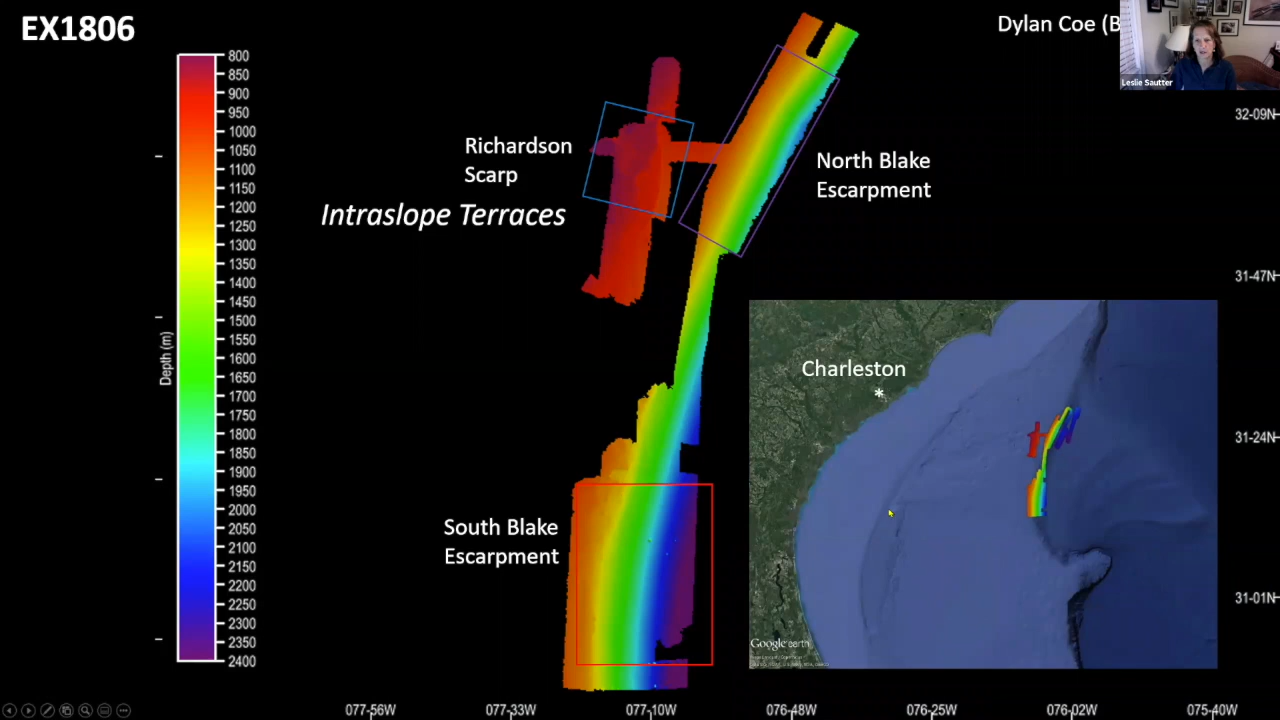 EX1806
Dylan Coe (B
Leslie Sautter
Depth (m)
800
850
900
950
1000
1050
1100
1150
1200
1250
1300
1350
1400
1450
1500
1550
1600
1650
1700
1750
1800
1850
1900
1950
2000
2050
2100
2150
2200
2250
2300
2350
2400
Richardson
Scarp
Intraslope Terraces
North Blake
Escarpment
South Blake
Escarpment
Charleston
*
Google earth
32-09N
31-47N
31-24N
31-01N
077-56W
077-33W
077-10W
076-48W
076-25W
076-02W
075-40W